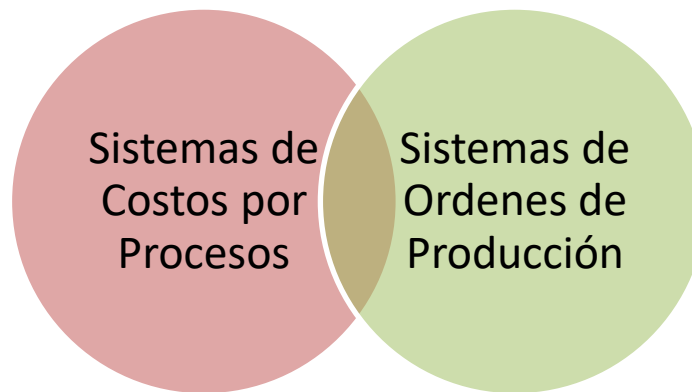 Sistemas de
Costos por
Procesos
Sistemas de
Ordenes de
Producción